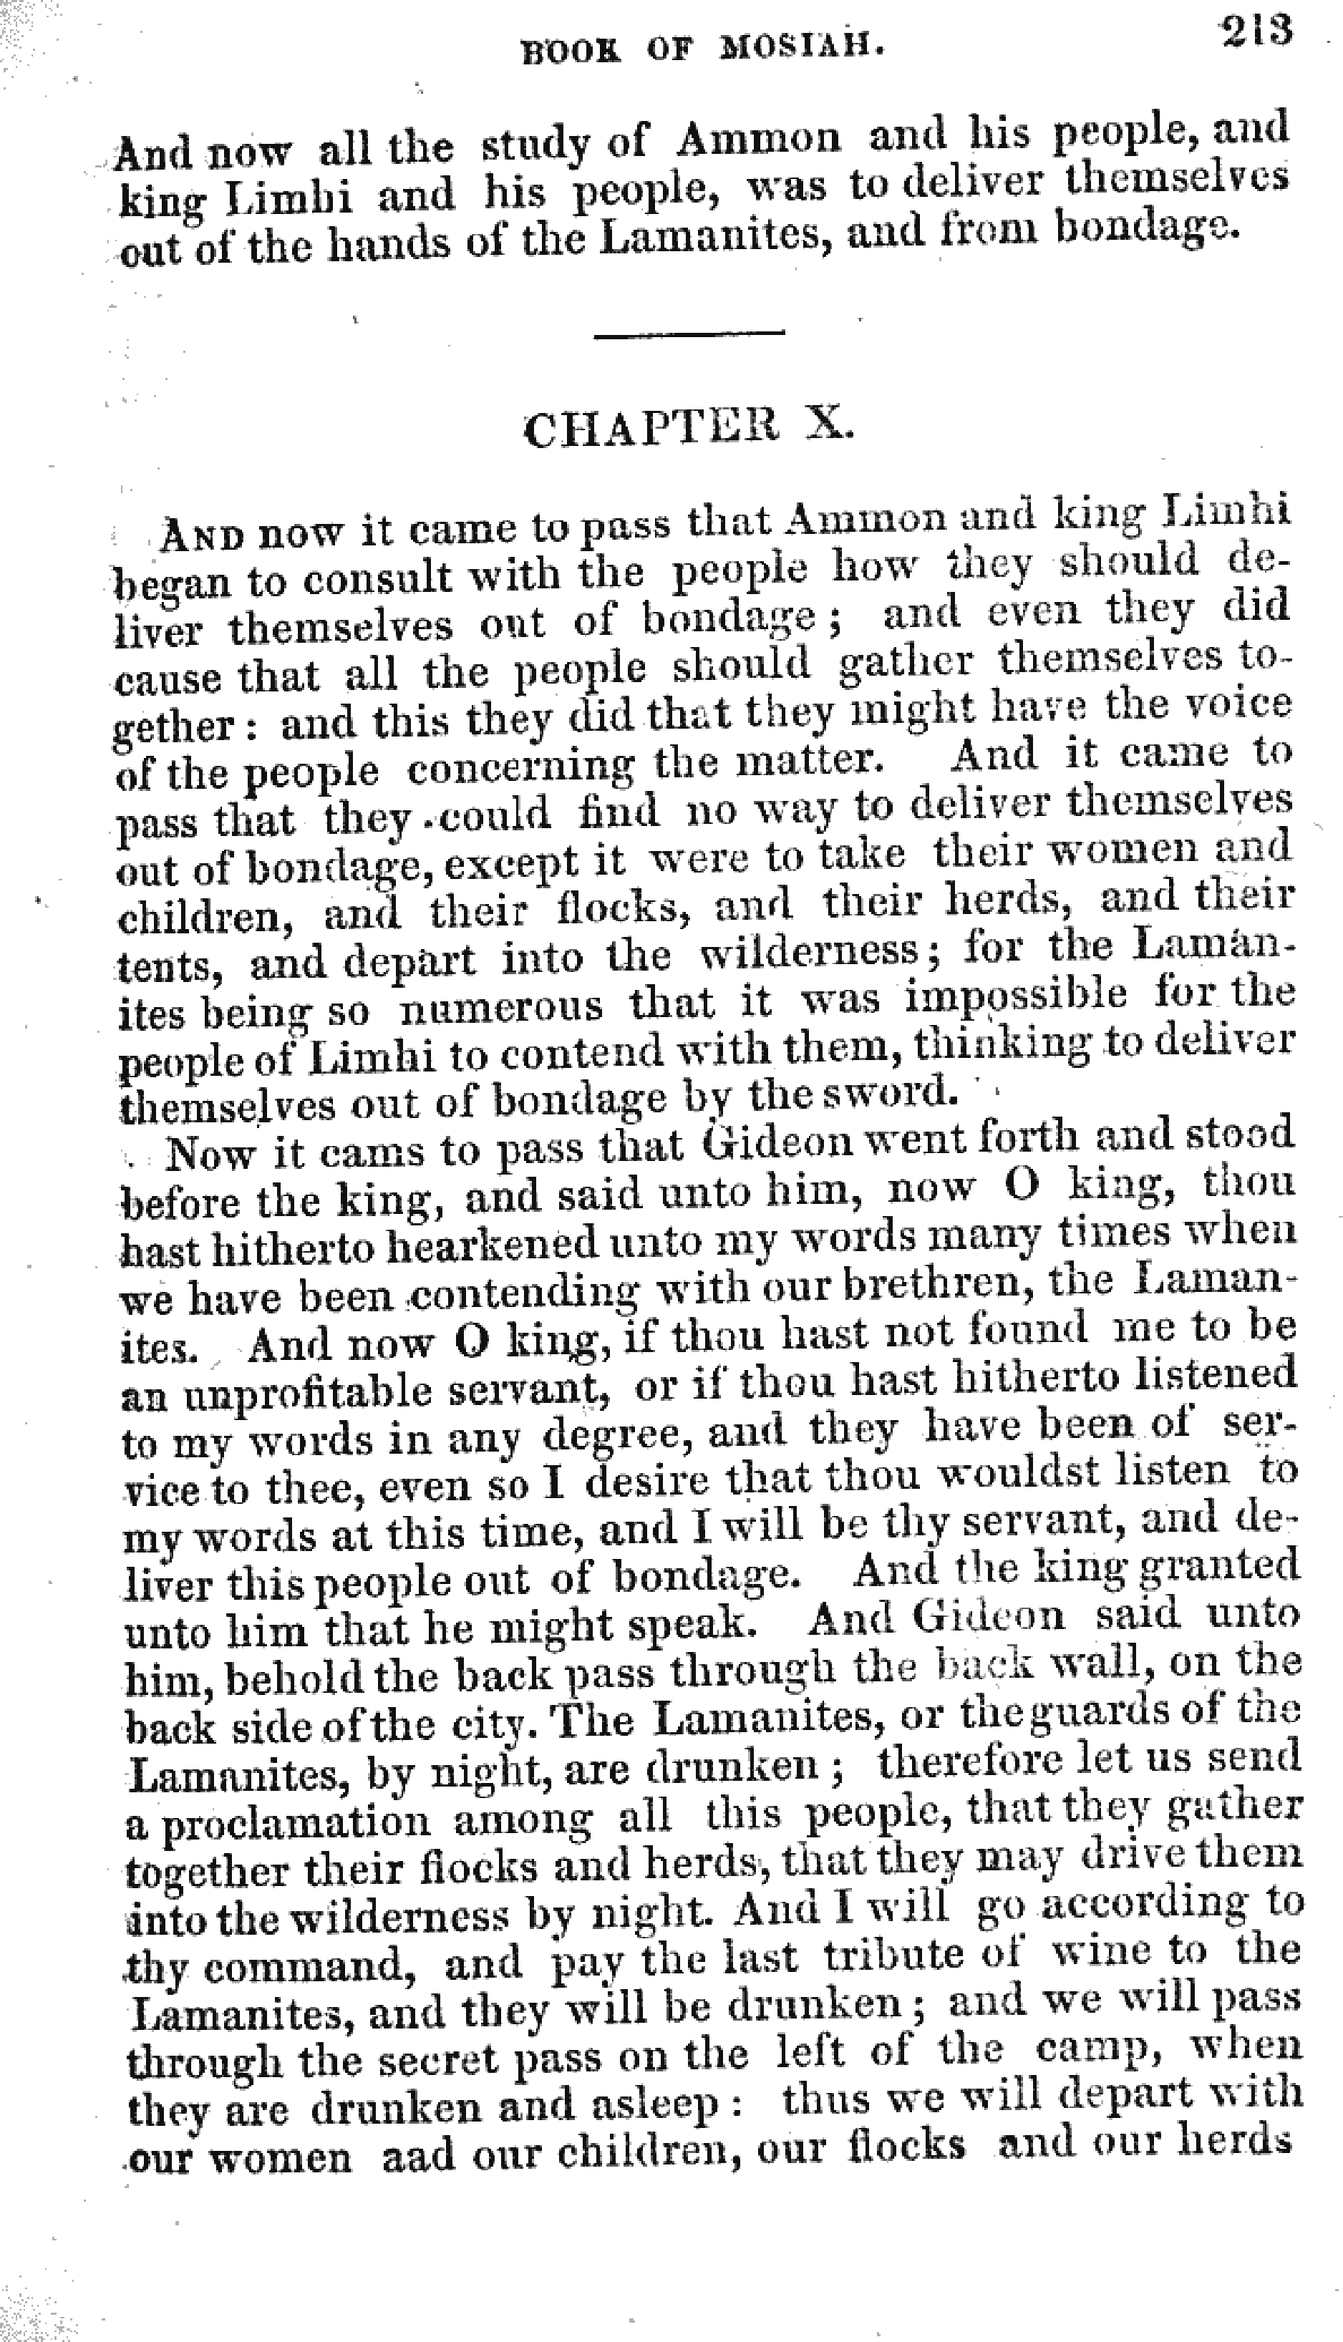 BOOK OF MOSIAH. 213
And now all the study of Ammon and his people, and
king Limhi and his people, was to deliver themselves
out of the hands of the Lamanites, and from bondage.
CHAPTER X.
AND now it came to pass that Ammon and king Limhi
began to consult with the people how they should de-
liver themselves out of bondage; and even they did
cause that all the people should gather themselves to-
gether: and this they did that they might have the voice
of the people concerning the matter. And it came to
pass that they could find no way to deliver themselves
out of bondage, except it were to take their women and
children, and their flocks, and their herds, and their
tents, and depart into the wilderness; for the Laman-
ites being so numerous that it was impossible for the
people of Limhi to contend with them, thinking to deliver
themselves out of bondage by the sword.
Now it cams to pass that Gideon went forth and stood
before the king, and said unto him, now O king, thou
hast hitherto hearkened unto my words many times when
we have been contending with our brethren, the Laman-
ites. And now O king, if thou hast not found me to be
an unprofitable servant, or if thou hast hitherto listened
to my words in any degree, and they have been of ser-
vice to thee, even so I desire that thou wouldst listen to
my words at this time, and I will be thy servant, and de-
liver this people out of bondage. And the king granted
unto him that he might speak. And Gideon said unto
him, behold the back pass through the back wall, on the
back side of the city. The Lamanites, or the guards of the
Lamanites, by night, are drunken; therefore let us send
a proclamation among all this people, that they gather
together their flocks and herds, that they may drive them
into the wilderness by night. And I will go according to
thy command, and pay the last tribute of wine to the
Lamanites, and they will be drunken; and we will pass
through the secret pass on the left of the camp, when
they are drunken and asleep: thus we will depart with
our women aad our children, our flocks and our herds